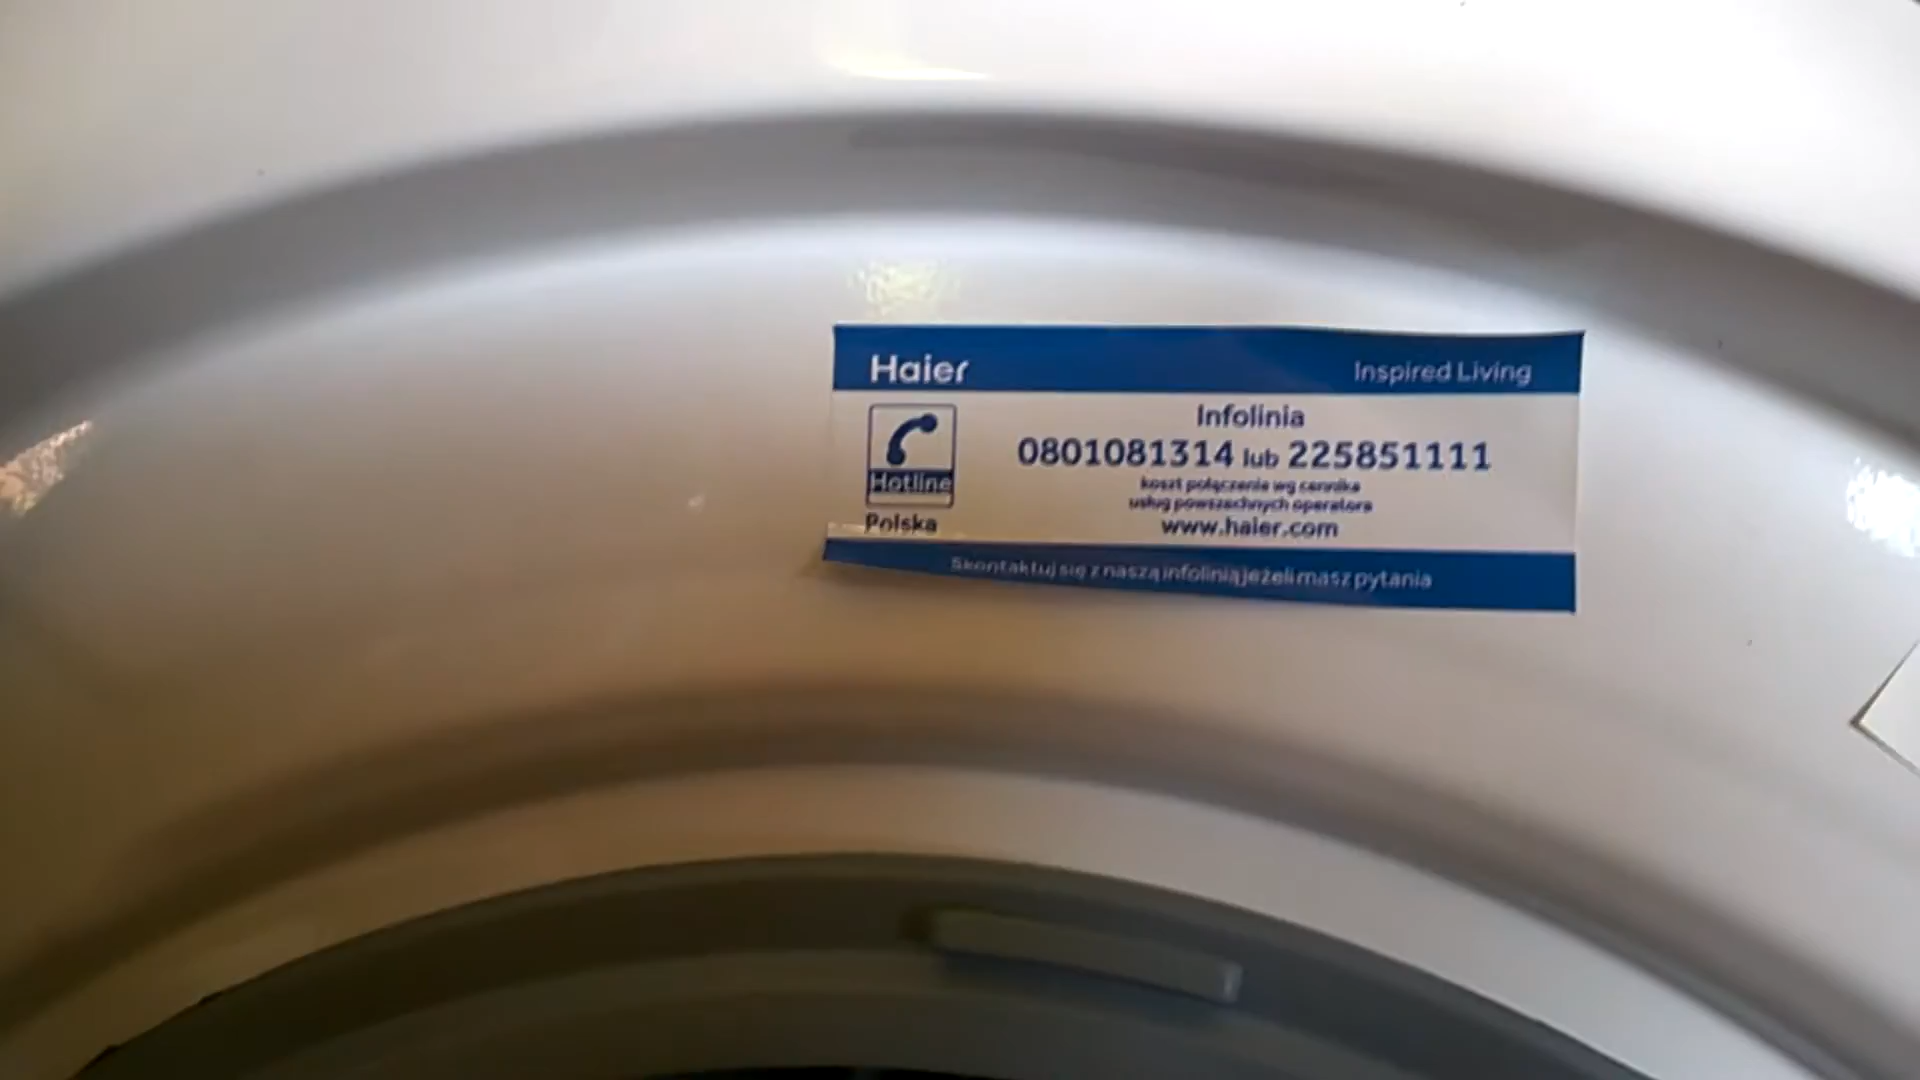 Haier
Inspired Living
Infolinia
0801081314 lub 225851111
koszt połączenia wg cennika
usług powszechnych operatora
www.haier.com
Hotline
Polska
Skontaktuj się z naszą infolinią jeżeli masz pytania